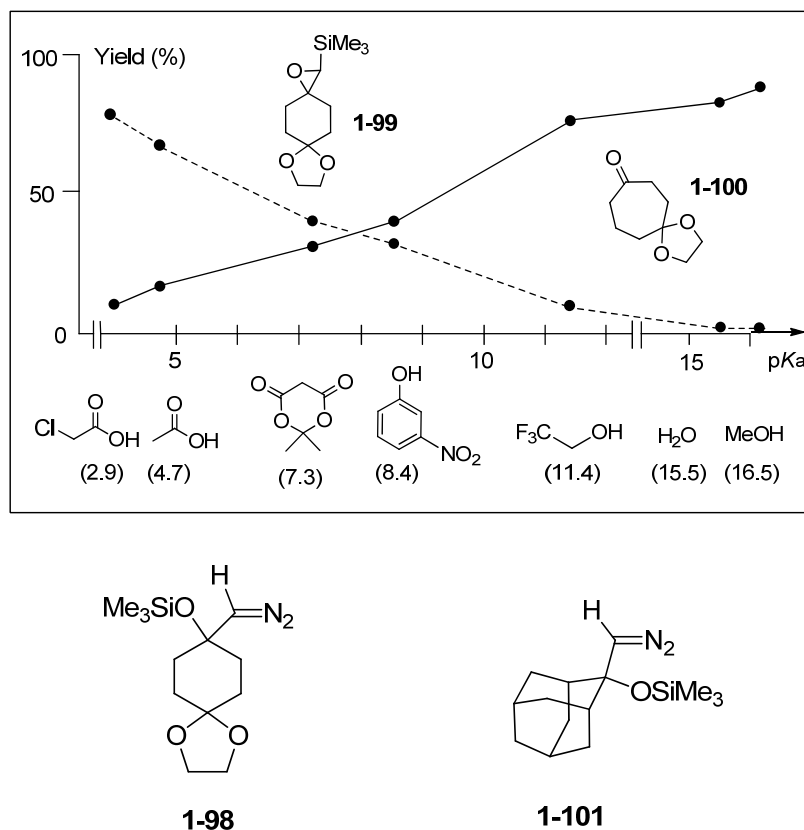 100 Yield (%)
SiMe3
O
1-99
O O
50
O
1-100
O
O
0
5 10 15 pKa
Cl O OH
O OH
O O O O
OH NO2
F3C OH
H2O
MeOH
(2.9) (4.7) (7.3) (8.4) (11.4) (15.5) (16.5)
H
Me3SiO N2
O O
1-98
H
N2
OSiMe3
1-101